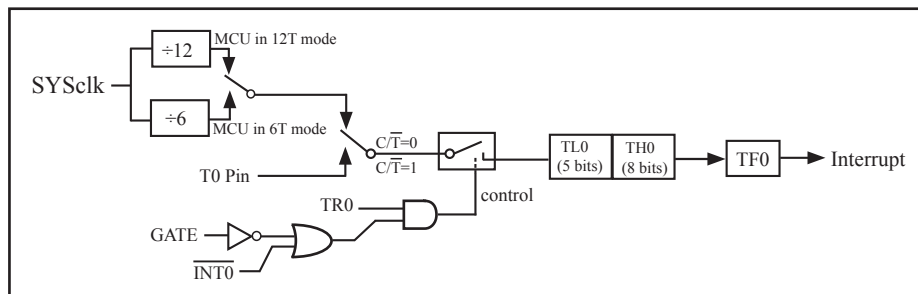 ÷12
MCU in 12T mode
SYSclk
÷6
MCU in 6T mode
C/T̅=0
C/T̅=1
T0 Pin
TL0
(5 bits)
TH0
(8 bits)
TF0
Interrupt
control
TR0
GATE
I̅N̅T̅0̅